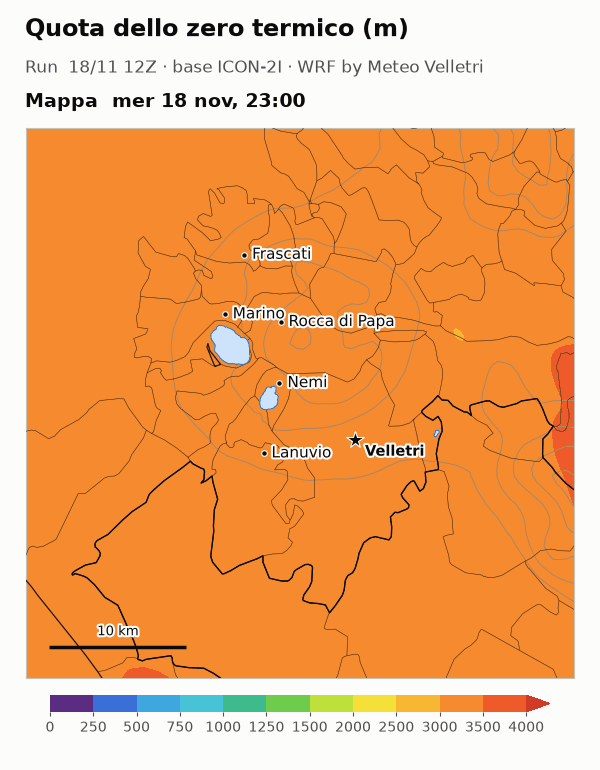 Quota dello zero termico (m)
Run  18/11 12Z · base ICON-2I · WRF by Meteo Velletri
Mappa  mer 18 nov, 23:00
Frascati
Marino
Rocca di Papa
Nemi
Velletri
Lanuvio
10 km
0 250 500 750 1000 1500 2000 2500 3000 3500 4000